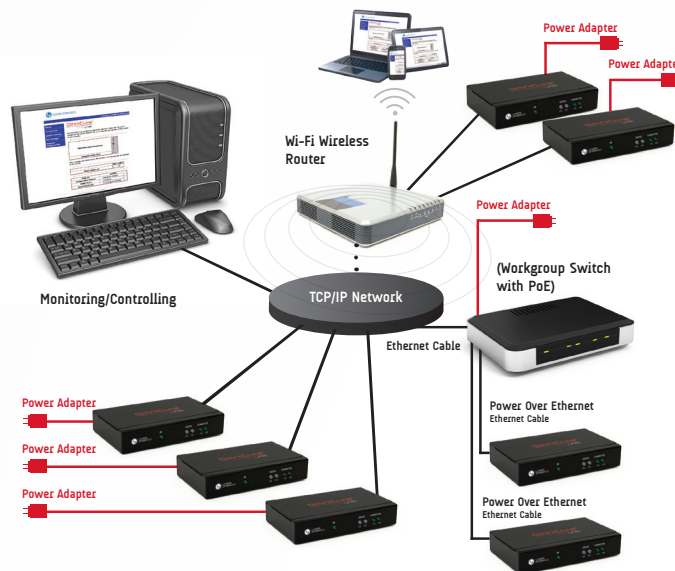 Power Adapter
Power Adapte
Wi-Fi Wireless
Router
Power Adapter
(Workgroup Switch
with PoE)
Monitoring/Controlling
TCP/IP Network
Ethernet Cable
Power Adapter
Power Adapter
Power Adapter
Power Over Ethernet
Ethernet Cable
Power Over Ethernet
Ethernet Cable